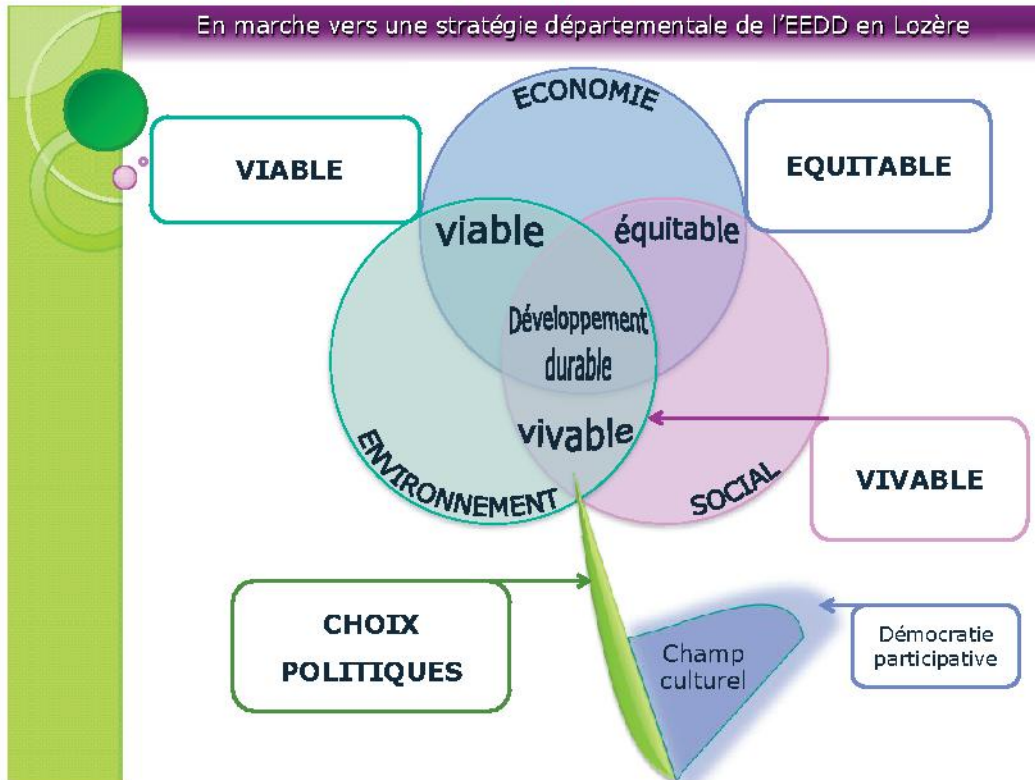 En marche vers une stratégie départementale de l'EEDD en Lozère
ECONOMIE
VIABLE
EQUITABLE
viable
équitable
Développement
durable
vivable
ENVIRONNEMENT
SOCIAL
VIVABLE
CHOIX
POLITIQUES
Champ
culturel
Démocratie
participative